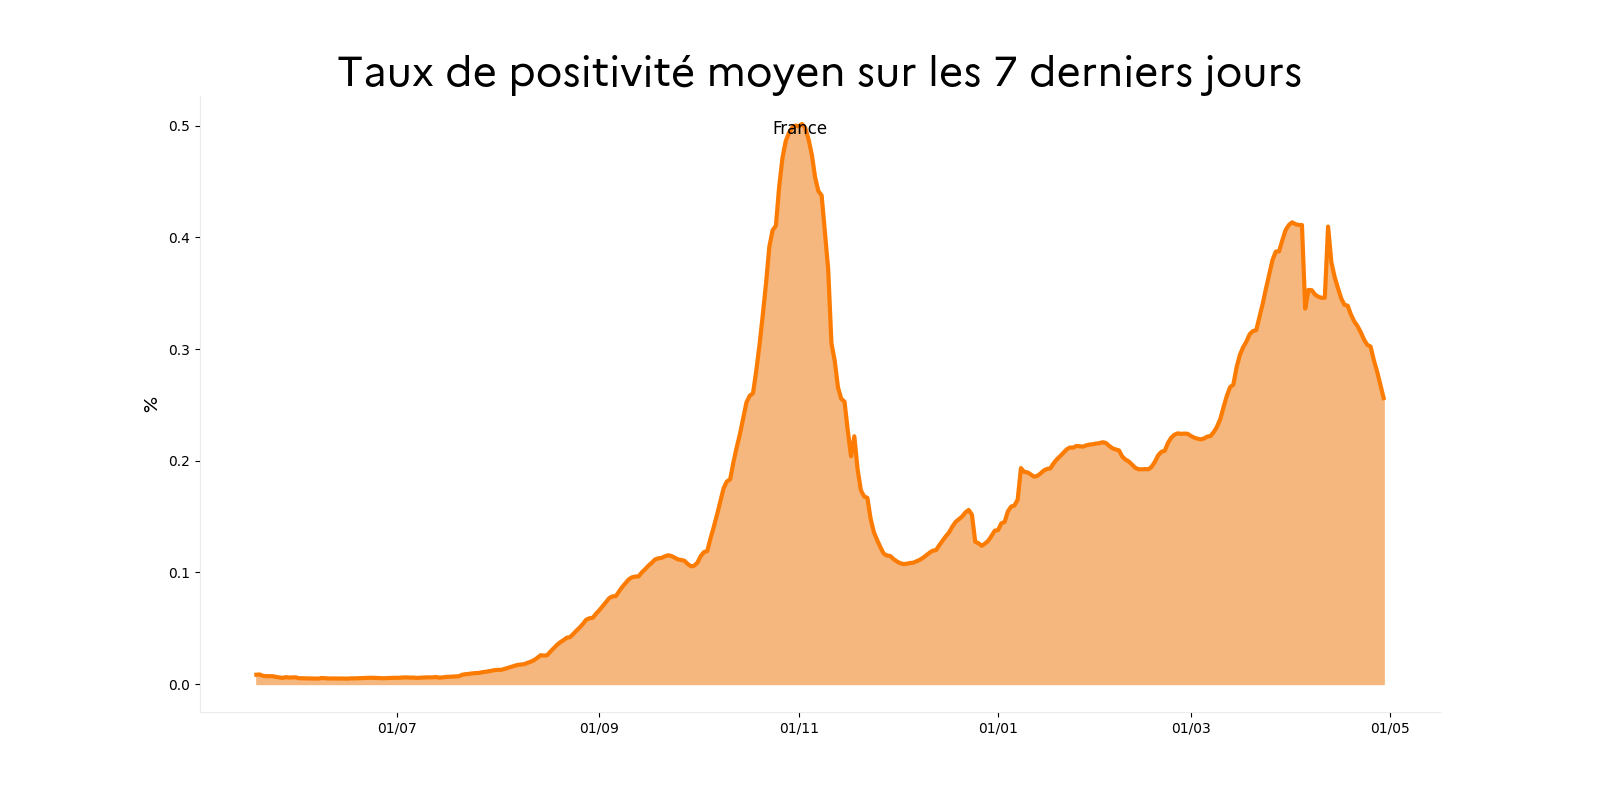 Taux de positivité moyen sur les 7 derniers jours
France
0.5
0.4
0.3
%
0.2
0.1
0.0
01/07 01/09 01/11 01/01 01/03 01/05